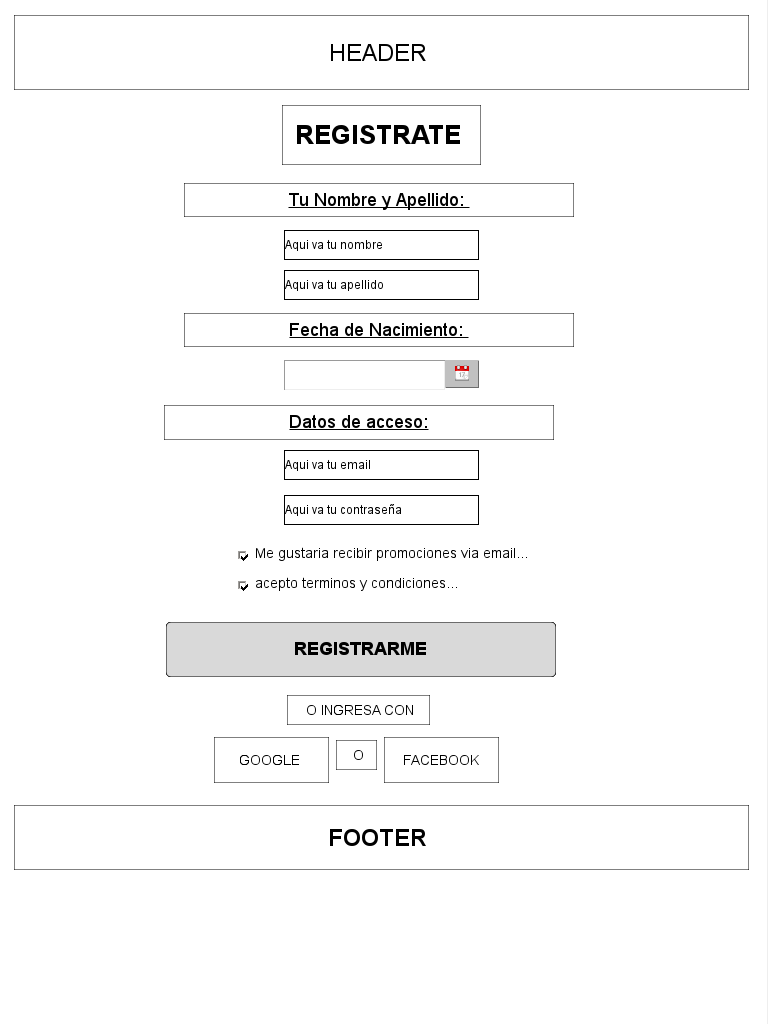 HEADER
REGISTRATE
Tu Nombre y Apellido:
Aqui va tu nombre
Aqui va tu apellido
Fecha de Nacimiento:
Datos de acceso:
Aqui va tu email
Aqui va tu contraseña
Me gustaria recibir promociones via email...
acepto terminos y condiciones...
REGISTRARME
O INGRESA CON
GOOGLE
O
FACEBOOK
FOOTER